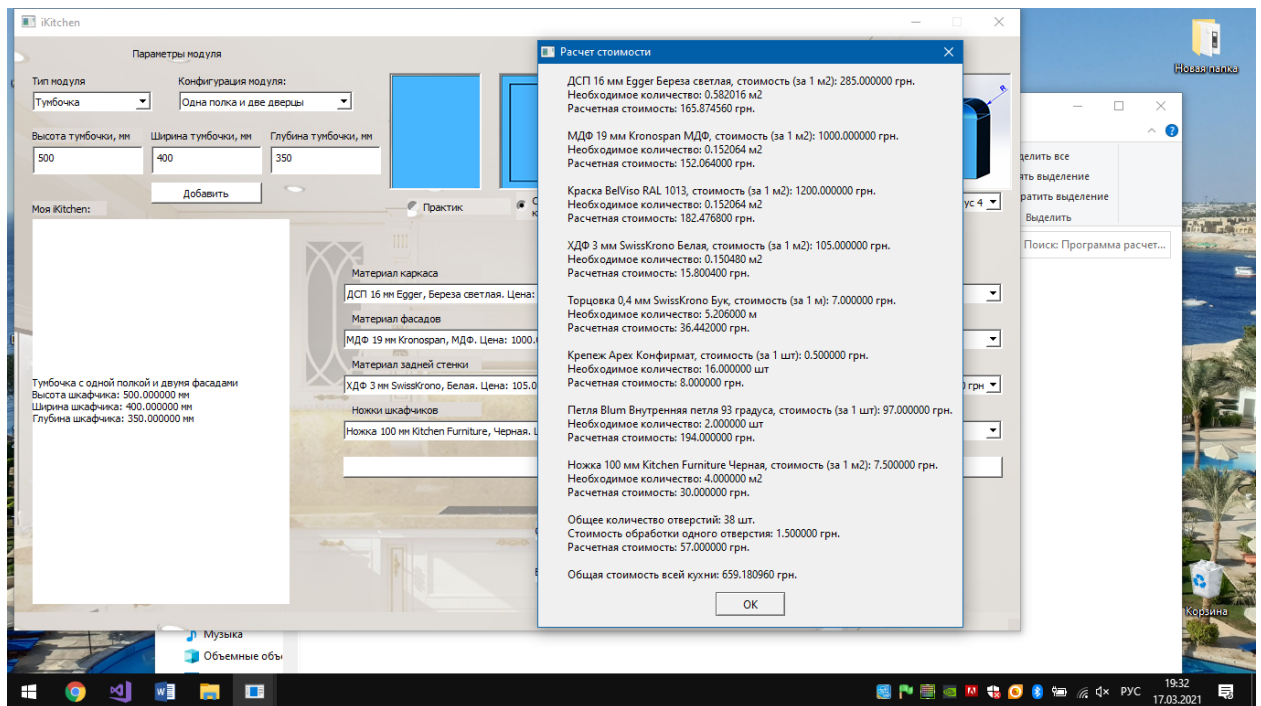 iKitchen
Параметры модуля
Тип модуля
Конфигурация модуля:
Тумбочка
Одна полка и две дверцы
Высота тумбочки, мм
Ширина тумбочки, мм
Глубина тумбочки, мм
500
400
350
Добавить
Моя iKitchen:
Практик
R
ус 4
Тумбочка с одной полкой и двумя фасадами
Высота шкафчика: 500.000000 мм
Ширина шкафчика: 400.000000 мм
Глубина шкафчика: 350.000000 мм
Материал каркаса
ДСП 16 мм Egger, Береза светлая. Цена:
Материал фасадов
МДФ 19 мм Kronospan, МДФ. Цена: 1000.
Материал задней стенки
ХДФ 3 мм SwissKrono, Белая. Цена: 105.0
грн
Ножки шкафчиков
Ножка 100 мм Kitchen Furniture, Черная.
Расчет стоимости
ДСП 16 мм Egger Береза светлая, стоимость (за 1 м2): 285.000000 грн.
Необходимое количество: 0.582016 м2
Расчетная стоимость: 165.874560 грн.
МДФ 19 мм Kronospan МДФ, стоимость (за 1 м2): 1000.000000 грн.
Необходимое количество: 0.152064 м2
Расчетная стоимость: 152.064000 грн.
Краска BelViso RAL 1013, стоимость (за 1 м2): 1200.000000 грн.
Необходимое количество: 0.152064 м2
Расчетная стоимость: 182.476800 грн.
ХДФ 3 мм SwissKrono Белая, стоимость (за 1 м2): 105.000000 грн.
Необходимое количество: 0.150480 м2
Расчетная стоимость: 15.800400 грн.
Торцовка 0,4 мм SwissKrono Бук, стоимость (за 1 м): 7.000000 грн.
Необходимое количество: 5.206000 м
Расчетная стоимость: 36.442000 грн.
Крепеж Apex Конфирмат, стоимость (за 1 шт): 0.500000 грн.
Необходимое количество: 16.000000 шт
Расчетная стоимость: 8.000000 грн.
Петля Blum Внутренняя петля 93 градуса, стоимость (за 1 шт): 97.000000 грн.
Необходимое количество: 2.000000 шт
Расчетная стоимость: 194.000000 грн.
Ножка 100 мм Kitchen Furniture Черная, стоимость (за 1 м2): 7.500000 грн.
Необходимое количество: 4.000000 м2
Расчетная стоимость: 30.000000 грн.
Общее количество отверстий: 38 шт.
Стоимость обработки одного отверстия: 1.500000 грн.
Расчетная стоимость: 57.000000 грн.
Общая стоимость всей кухни: 659.180960 грн.
OK
делить все
ять выделение
ратить выделение
Выделить
Поиск: Программа расчет...
Новая папка
Корзина
Музыка
Объемные объ
РУС
19:32
17.03.2021